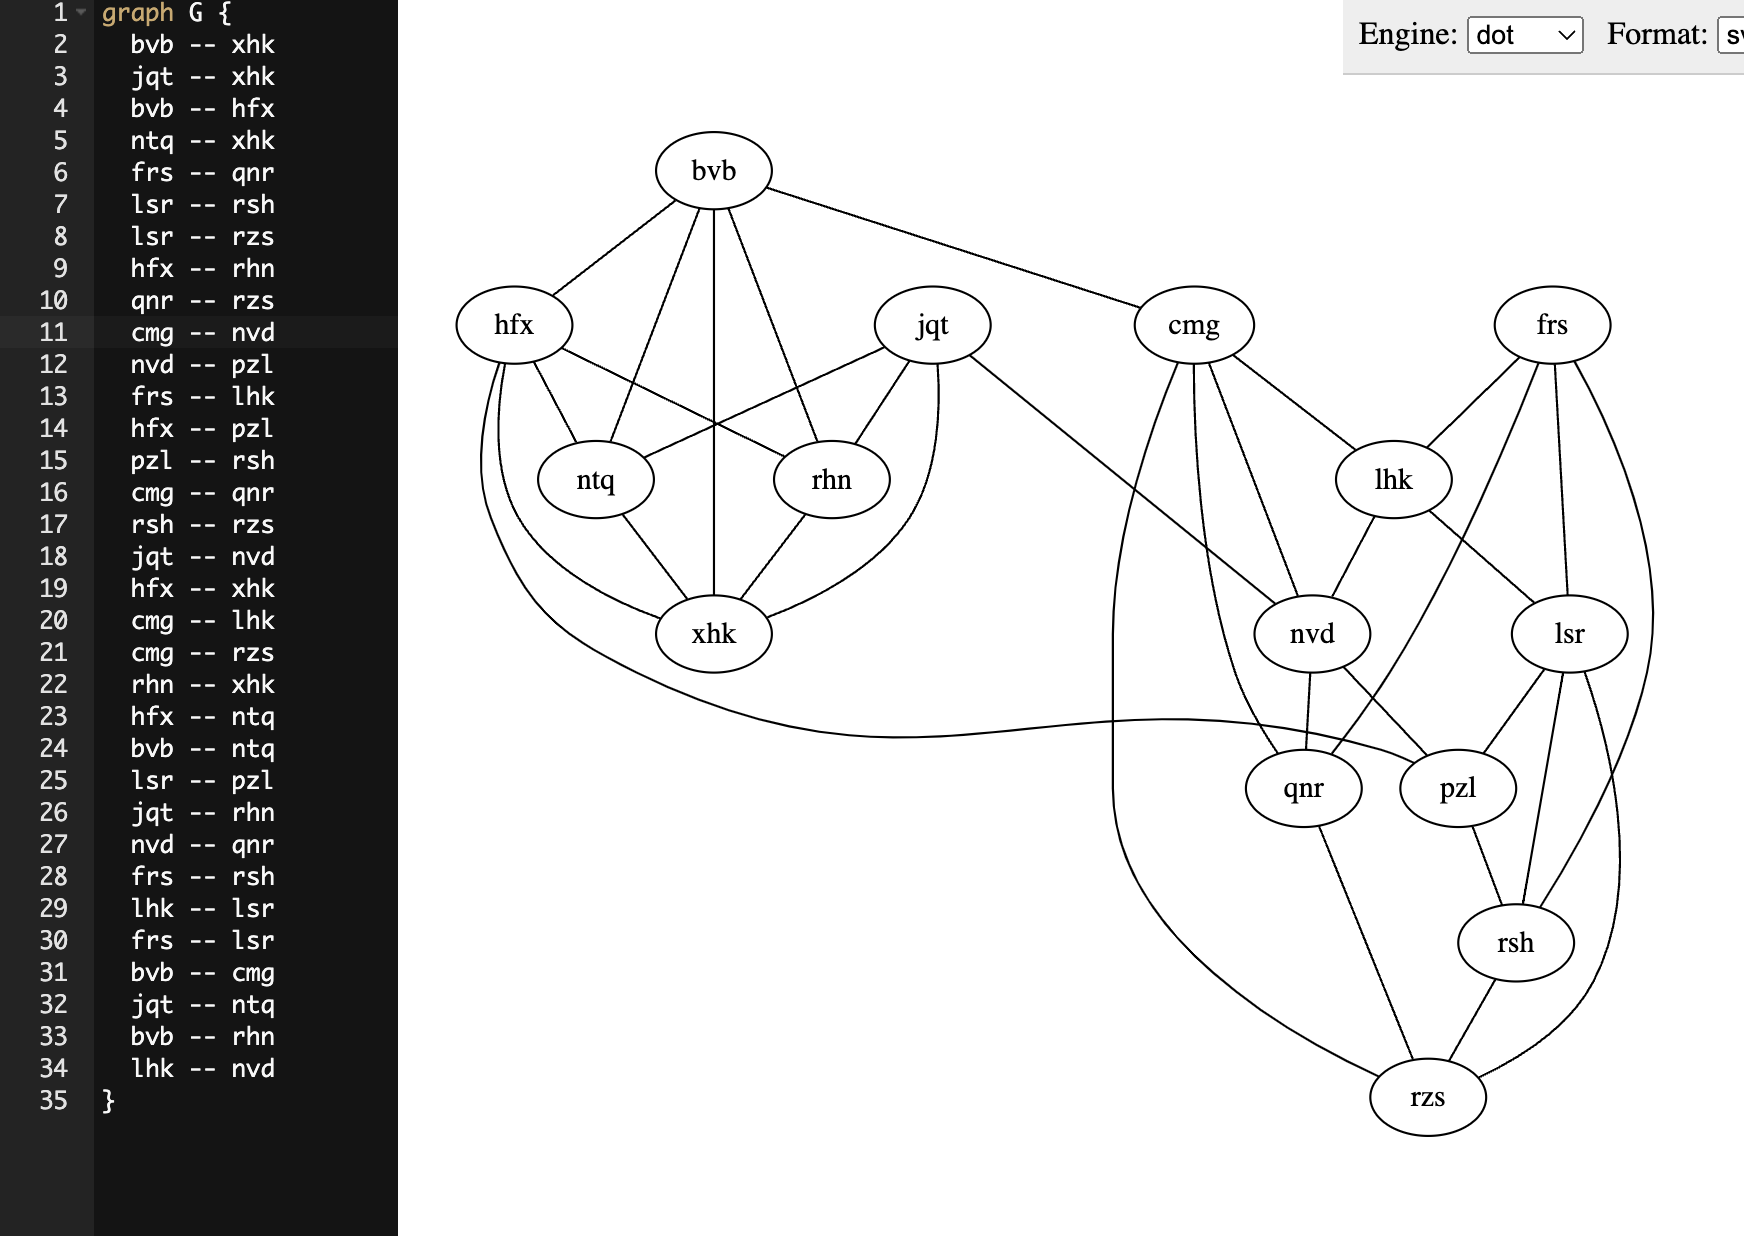 1 graph G {
2 bvb -- xhk
3 jqt -- xhk
4 bvb -- hfx
5 ntq -- xhk
6 frs -- qnr
7 lsr -- rsh
8 lsr -- rzs
9 hfx -- rhn
10 qnr -- rzs
11 cmg -- nvd
12 nvd -- pzl
13 frs -- lhk
14 hfx -- pzl
15 pzl -- rsh
16 cmg -- qnr
17 rsh -- rzs
18 jqt -- nvd
19 hfx -- xhk
20 cmg -- lhk
21 cmg -- rzs
22 rhn -- xhk
23 hfx -- ntq
24 bvb -- ntq
25 lsr -- pzl
26 jqt -- rhn
27 nvd -- qnr
28 frs -- rsh
29 lhk -- lsr
30 frs -- lsr
31 bvb -- cmg
32 jqt -- ntq
33 bvb -- rhn
34 lhk -- nvd
35 }
Engine: dot Format:
bvb
hfx jqt cmg frs
ntq rhn lhk
xhk nvd lsr
qnr pzl
rsh
rzs